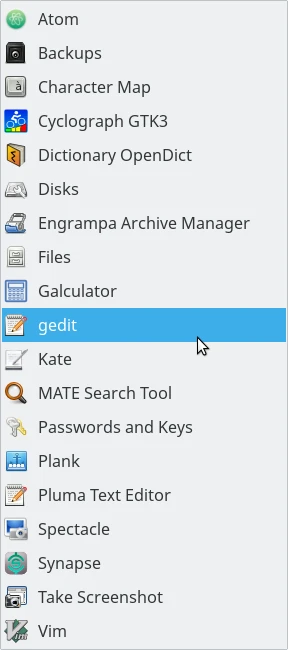 Atom
Backups
Character Map
Cyclograph GTK3
Dictionary OpenDict
Disks
Engrampa Archive Manager
Files
Galculator
gedit
Kate
MATE Search Tool
Passwords and Keys
Plank
Pluma Text Editor
Spectacle
Synapse
Take Screenshot
Vim